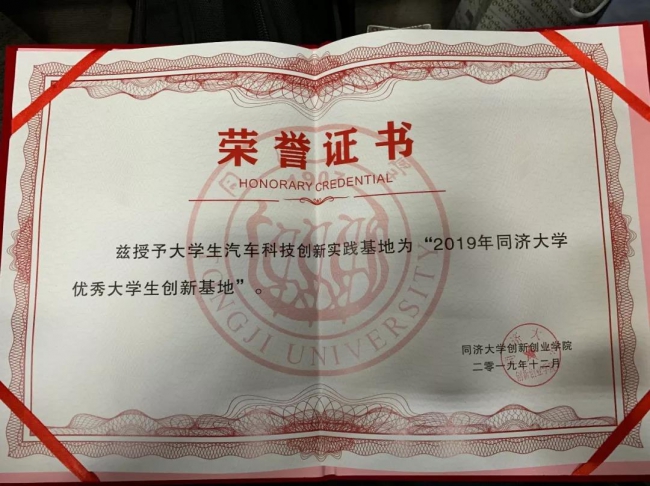 荣誉证书
HONORARY CREDENTIAL
1907
TONGJI UNIVERSITY
兹授予大学生汽车科技创新实践基地为“2019年同济大学
优秀大学生创新基地”。
同济大学创新创业学院
二零一九年十二月